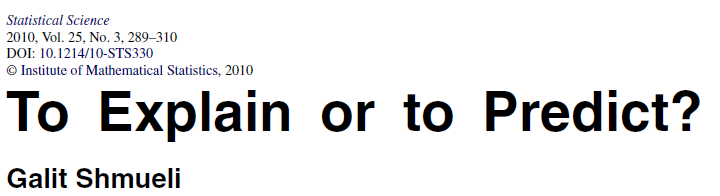 Statistical Science
2010, Vol. 25, No. 3, 289–310
DOI: 10.1214/10-STS330
© Institute of Mathematical Statistics, 2010
To Explain or to Predict?
Galit Shmueli